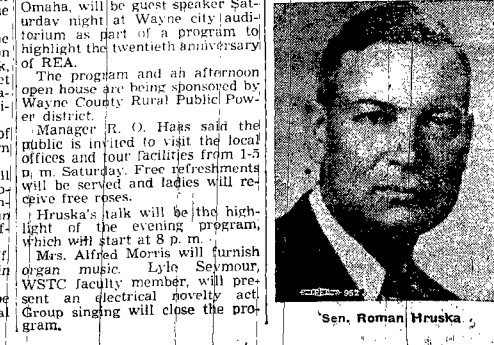 Omaha, will be guest speaker Sat-
urday night at Wayne city audi-
torium as part of a program to
highlight the twentieth anniversary
of REA.
The program and an afternoon
open house are being sponsored by
Wayne County Rural Public Pow-
er district.
Manager R. O. Haas said the
public is invited to visit the local
offices and tour facilities from 1-5
p. m. Saturday. Free refreshments
will be served and ladies will re-
ceive free roses.
Hruska's talk will be the high-
light of the evening program,
which will start at 8 p. m.
Mrs. Alfred Morris will furnish
organ music. Lyle Seymour,
WSTC faculty member, will pre-
sent an electrical novelty act.
Group singing will close the pro-
gram.
Sen. Roman Hruska